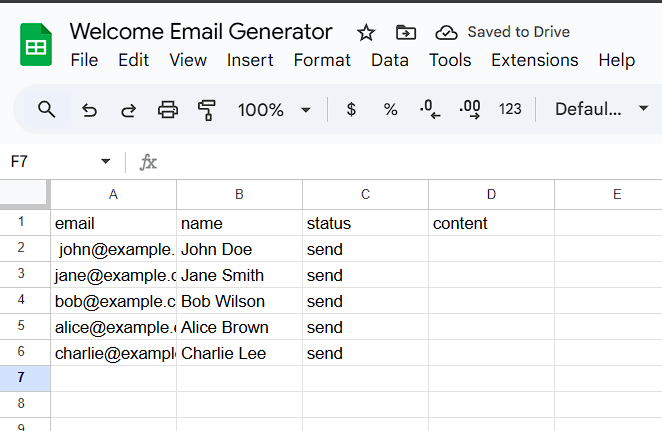 Welcome Email Generator Saved to Drive
File Edit View Insert Format Data Tools Extensions Help
100% $ % .0 .00 123 Defaul...
F7 fx
A B C D E
1 email name status content
2 john@example. John Doe send
3 jane@example.c Jane Smith send
4 bob@example.c Bob Wilson send
5 alice@example. Alice Brown send
6 charlie@exampl Charlie Lee send
7
8
9